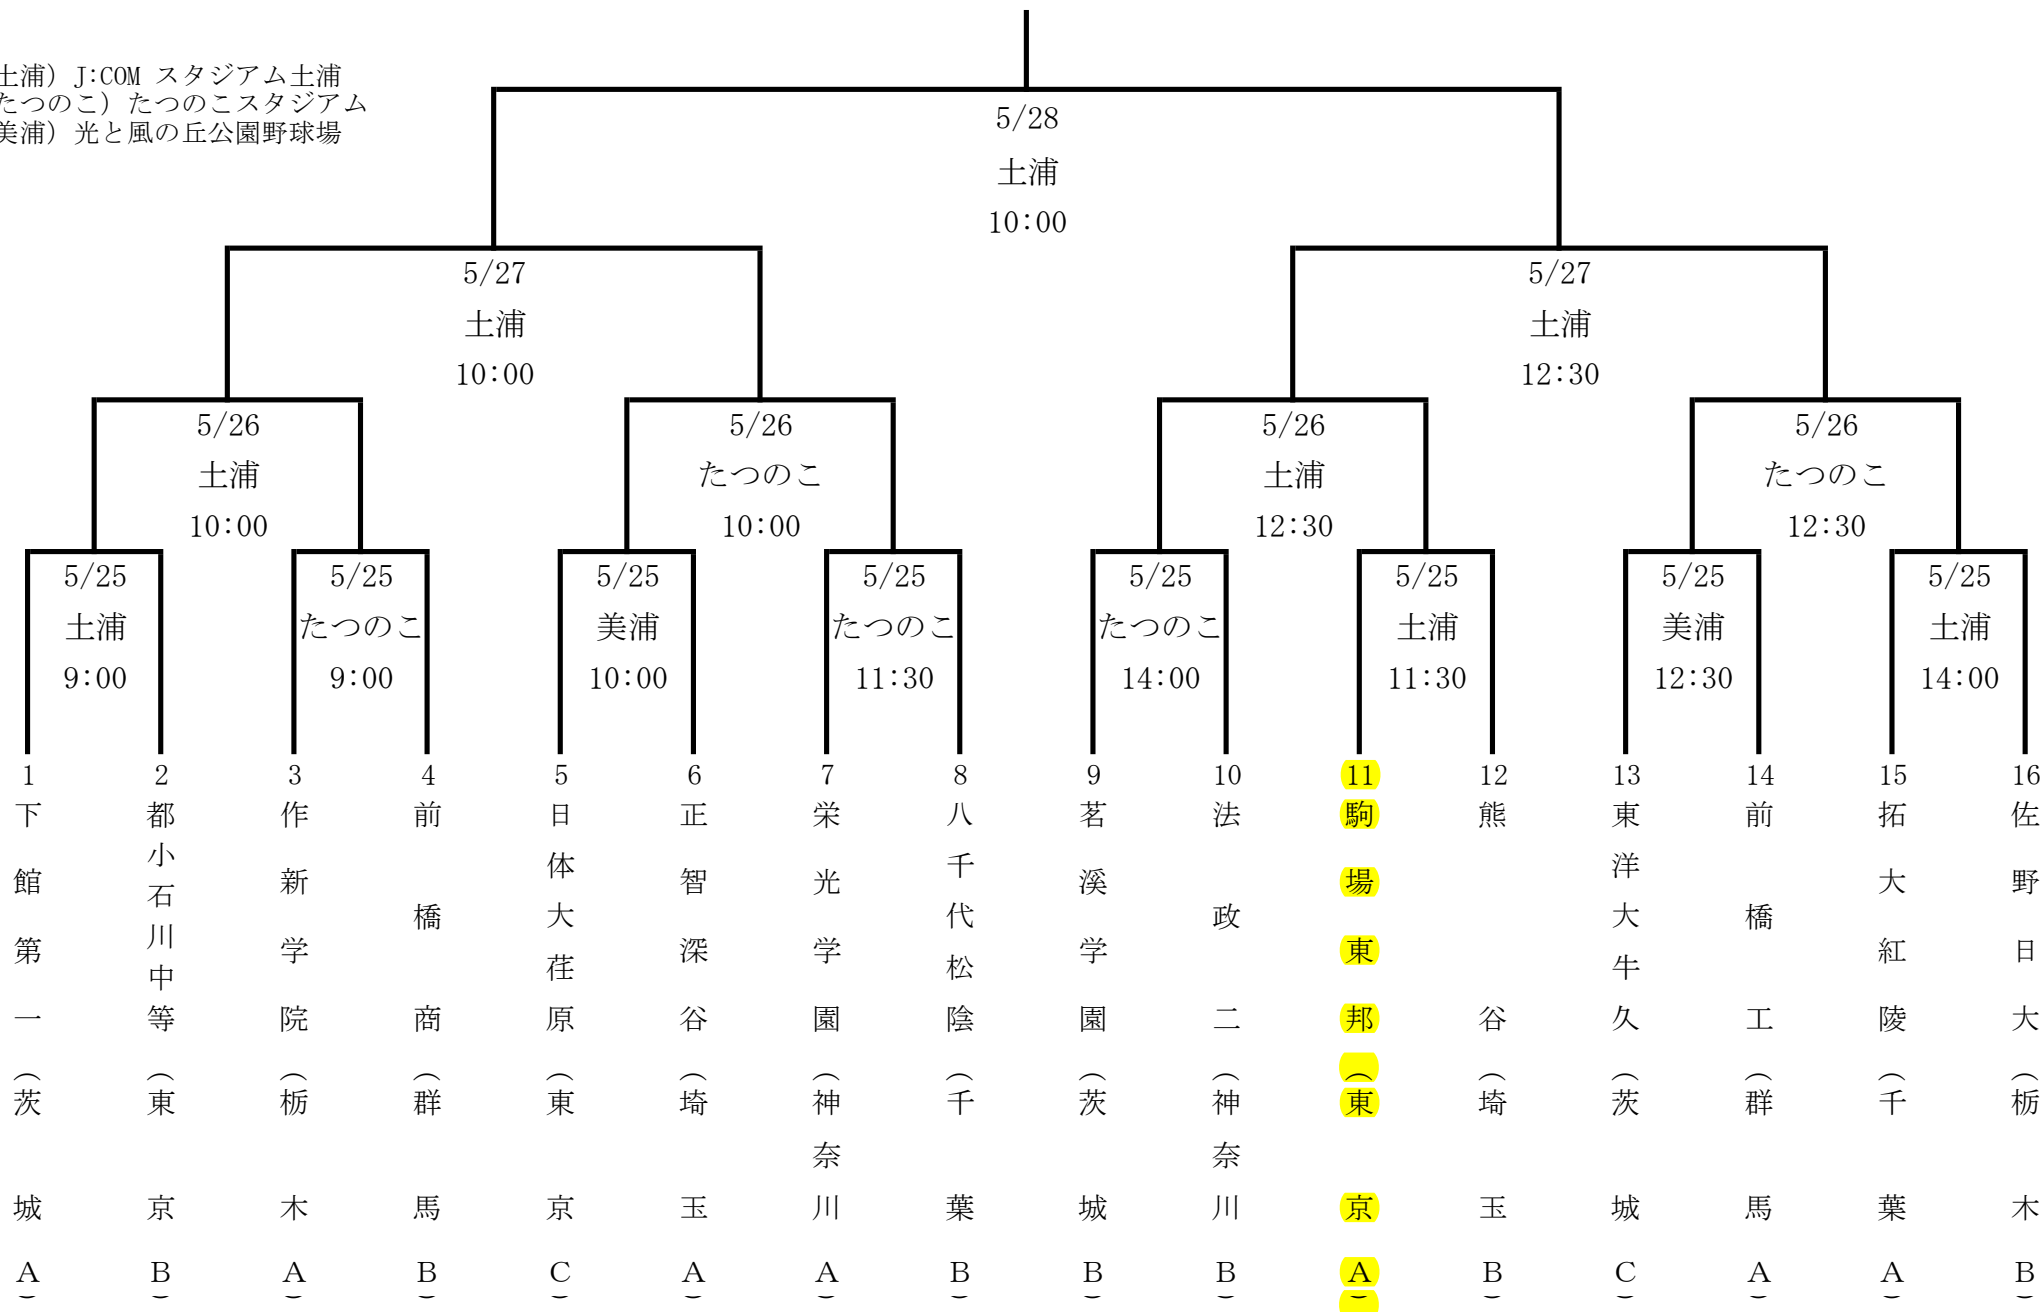 土浦）J:COM スタジアム土浦
たつのこ）たつのこスタジアム
美浦）光と風の丘公園野球場
5/28
土浦
10:00
5/27
土浦
10:00
5/27
土浦
12:30
5/26
土浦
10:00
5/26
たつのこ
10:00
5/26
土浦
12:30
5/26
たつのこ
12:30
5/25
土浦
9:00
5/25
たつのこ
9:00
5/25
美浦
10:00
5/25
たつのこ
11:30
5/25
たつのこ
14:00
5/25
土浦
11:30
5/25
美浦
12:30
5/25
土浦
14:00
1
下館第一（茨城A）
2
都小石川中等（東京B）
3
作新学院（栃木A）
4
前橋商（群馬B）
5
日体大荏原（東京C）
6
正智深谷（埼玉A）
7
栄光学園（神奈川A）
8
八千代松陰（千葉B）
9
茗溪学園（茨城B）
10
法政二（神奈川B）
11
駒場東邦（東京A）
12
熊谷（埼玉B）
13
東洋大牛久（茨城C）
14
前橋工（群馬A）
15
拓大紅陵（千葉A）
16
佐野日大（栃木B）